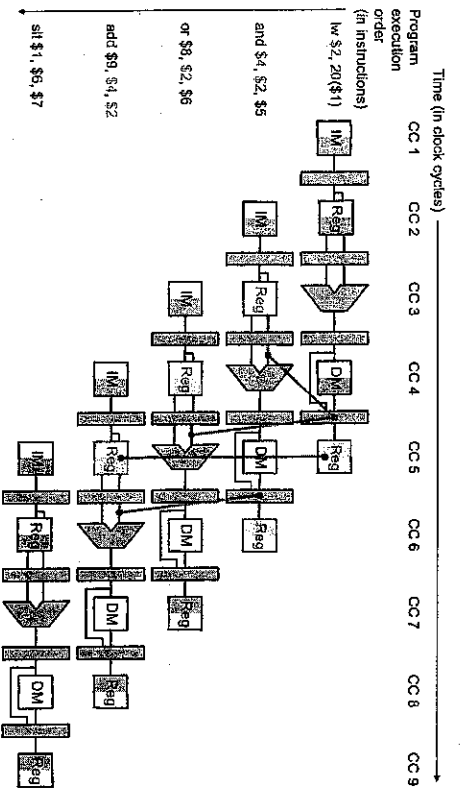 Time (in clock cycles)
CC 1 CC 2 CC 3 CC 4 CC 5 CC 6 CC 7 CC 8 CC 9
Program
execution
order
(in instructions)
lw $2, 20($1)
IM Reg DM Reg
and $4, $2, $5
IM Reg DM Reg
or $8, $2, $6
IM Reg DM Reg
add $9, $4, $2
IM Reg DM Reg
slt $1, $6, $7
IM Reg DM Reg